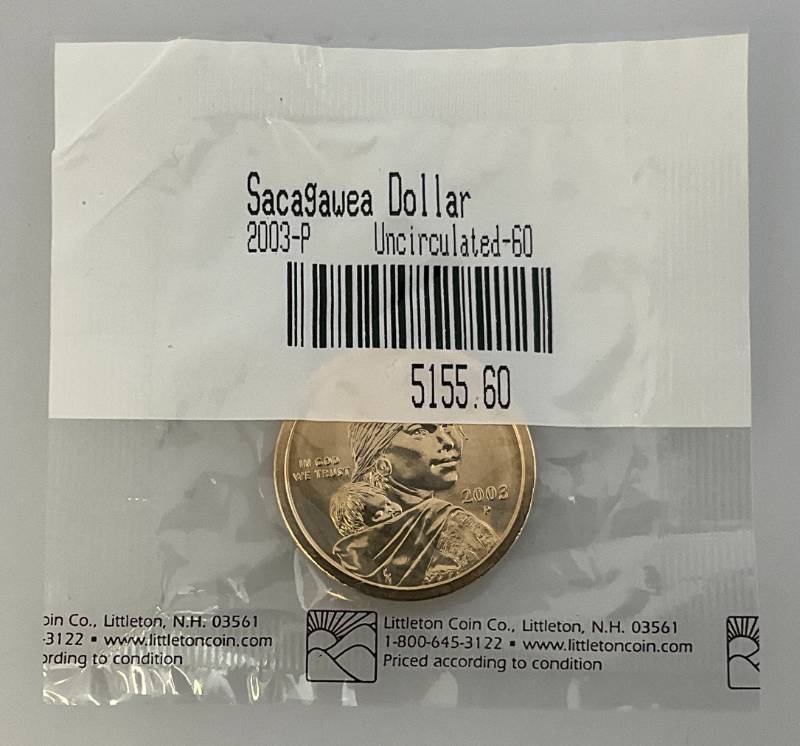 Sacagawea Dollar
2003-P Uncirculated-60
5155.60
IN GOD
WE TRUST
2003
P
oin Co., Littleton, N.H. 03561
-3122 ▪ www.littletoncoin.com
ording to condition
Littleton Coin Co., Littleton, N.H. 03561
1-800-645-3122 ▪ www.littletoncoin.com
Priced according to condition